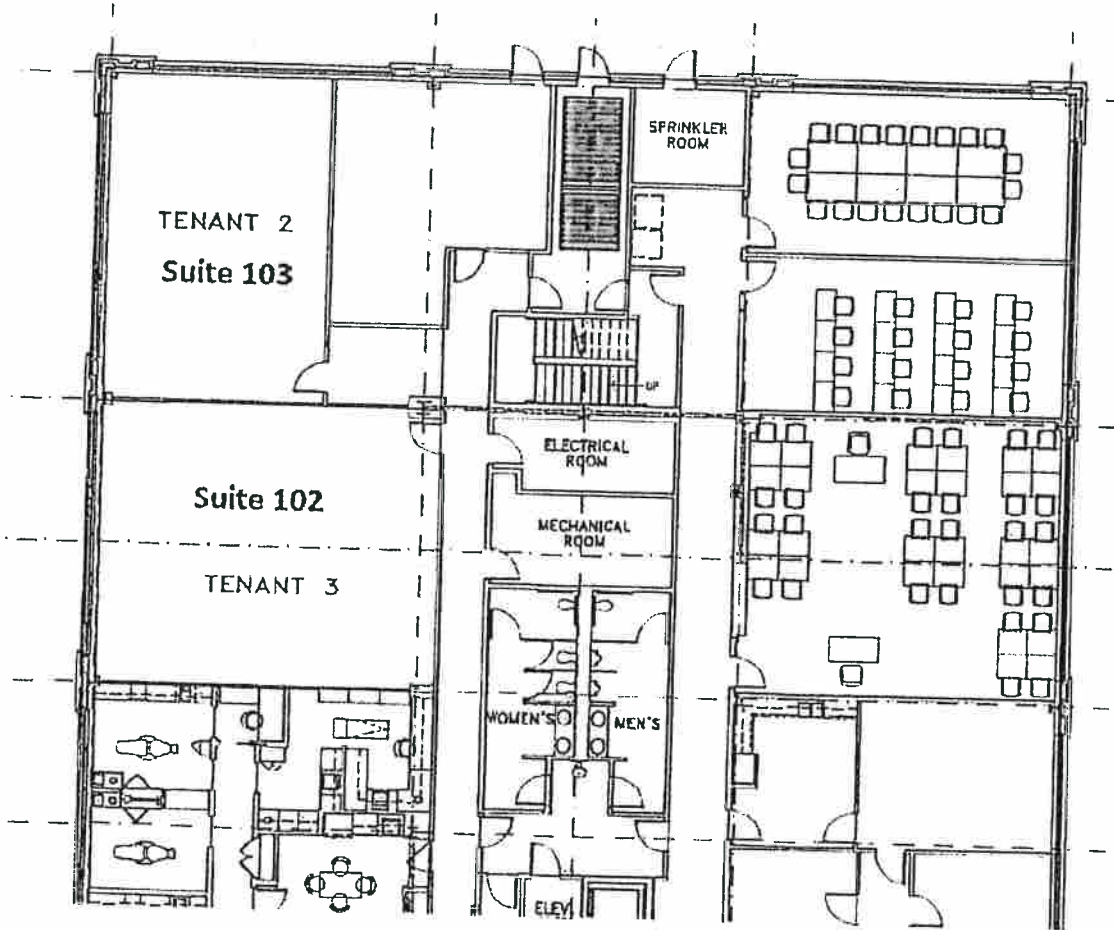 SPRINKLER
ROOM
TENANT 2
Suite 103
UP
ELECTRICAL
ROOM
Suite 102
MECHANICAL
ROOM
TENANT 3
WOMEN'S
MEN'S
ELEV.